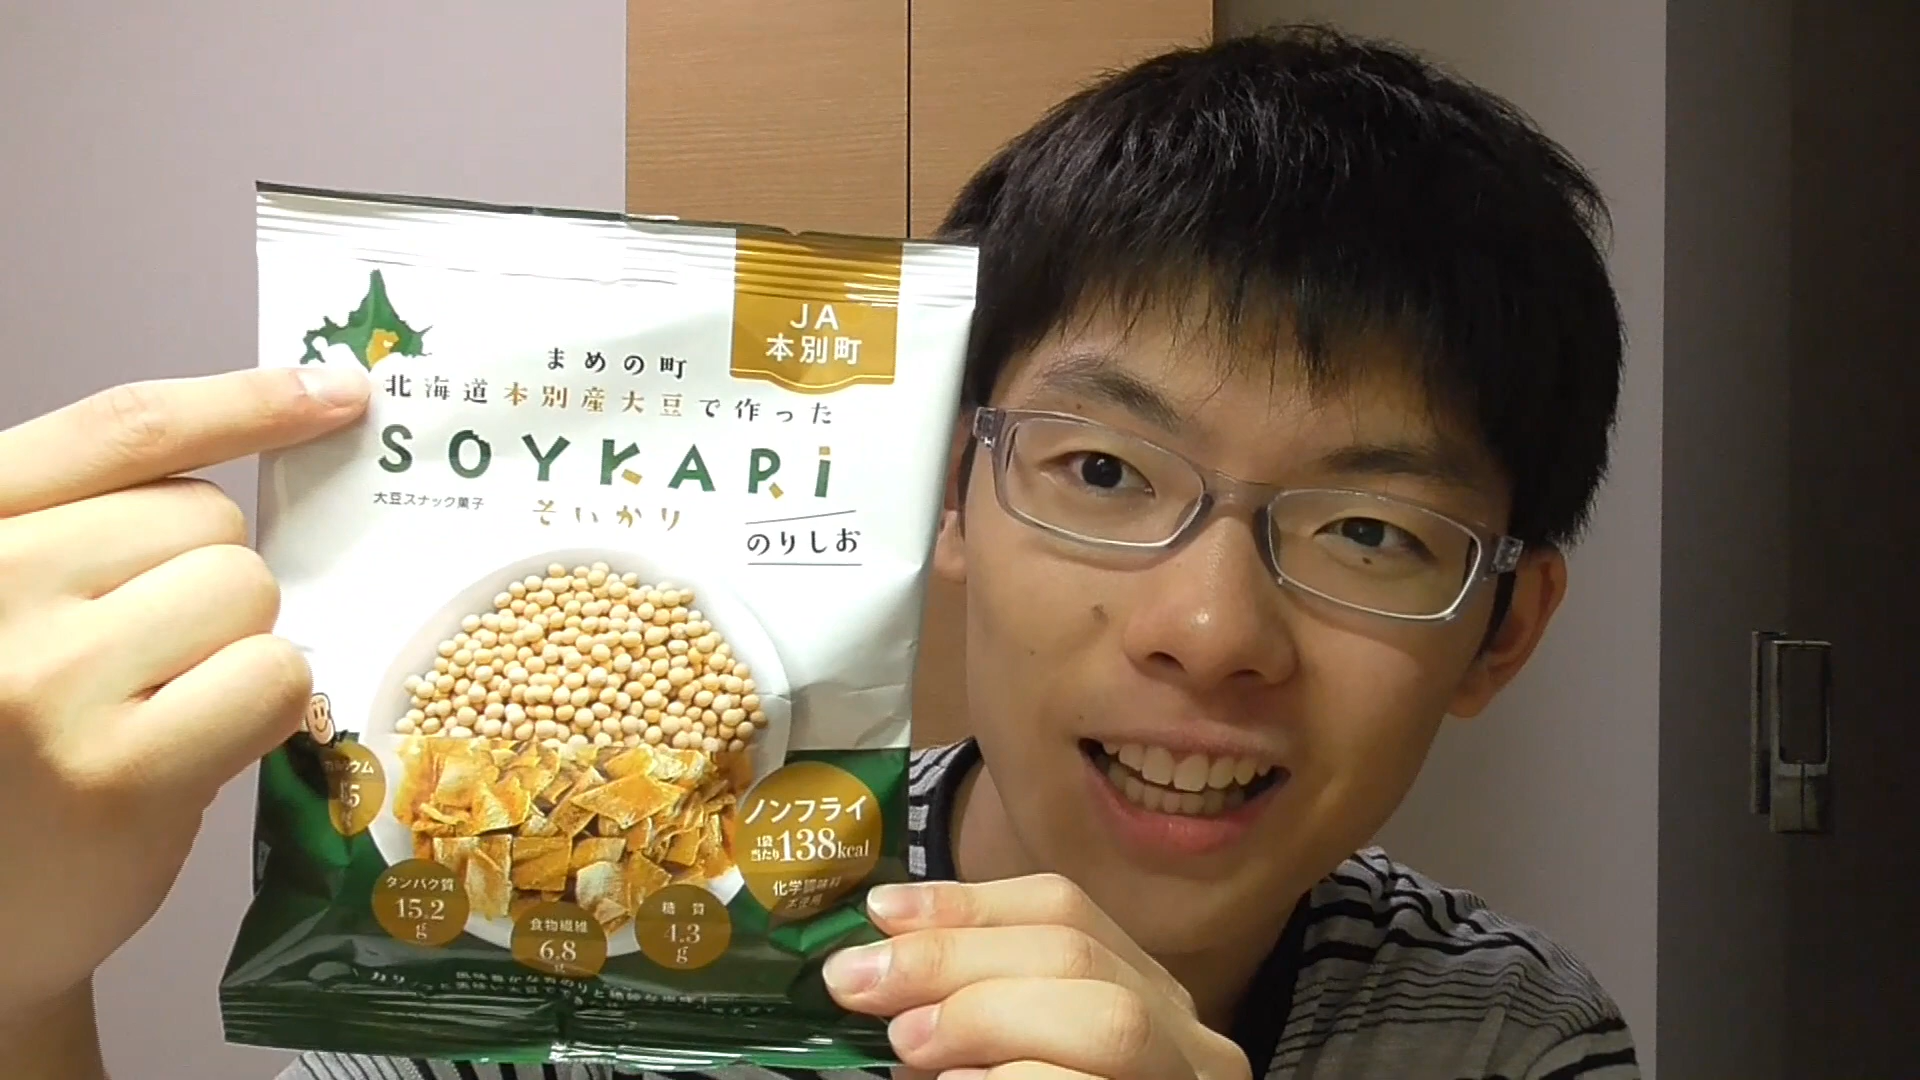 JA
本別町
まめの町
北海道本別産大豆で作った
SOYKARi
大豆スナック菓子
そいかり
のりしお
ノンフライ
1袋当たり138kcal
化学調味料
不使用
タンパク質
15.2
g
食物繊維
6.8
g
糖質
4.3
g